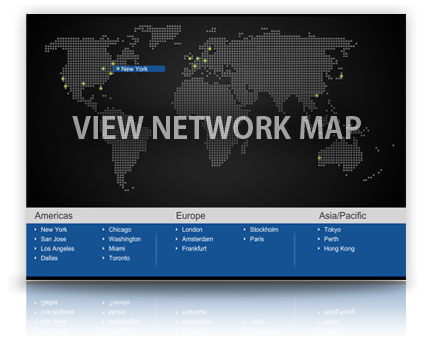 New York
VIEW NETWORK MAP
Americas Europe Asia/Pacific
New York Chicago London Stockholm Tokyo
San Jose Washington Amsterdam Paris Perth
Los Angeles Miami Frankfurt Hong Kong
Dallas Toronto